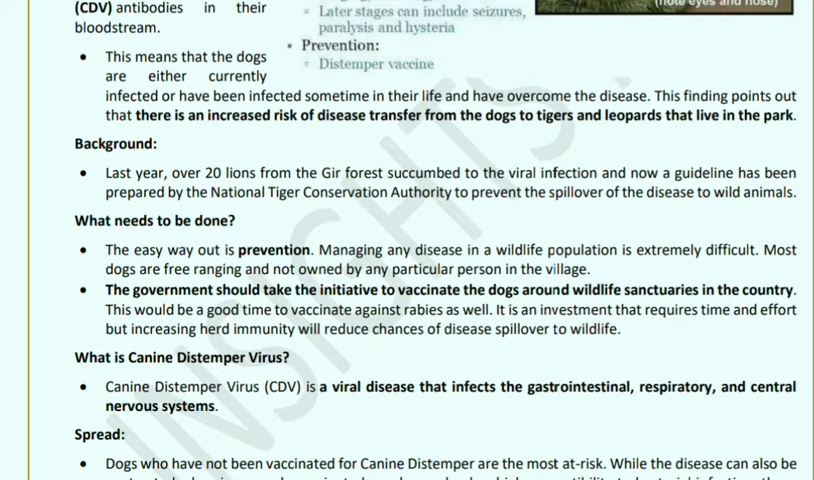 (CDV) antibodies in their
bloodstream.
(note eyes and nose)
Later stages can include seizures,
paralysis and hysteria
• Prevention:
Distemper vaccine
• This means that the dogs
are either currently
infected or have been infected sometime in their life and have overcome the disease. This finding points out
that there is an increased risk of disease transfer from the dogs to tigers and leopards that live in the park.
Background:
• Last year, over 20 lions from the Gir forest succumbed to the viral infection and now a guideline has been
prepared by the National Tiger Conservation Authority to prevent the spillover of the disease to wild animals.
What needs to be done?
• The easy way out is prevention. Managing any disease in a wildlife population is extremely difficult. Most
dogs are free ranging and not owned by any particular person in the village.
• The government should take the initiative to vaccinate the dogs around wildlife sanctuaries in the country.
This would be a good time to vaccinate against rabies as well. It is an investment that requires time and effort
but increasing herd immunity will reduce chances of disease spillover to wildlife.
What is Canine Distemper Virus?
• Canine Distemper Virus (CDV) is a viral disease that infects the gastrointestinal, respiratory, and central
nervous systems.
Spread:
• Dogs who have not been vaccinated for Canine Distemper are the most at-risk. While the disease can also be
INSIGHTS